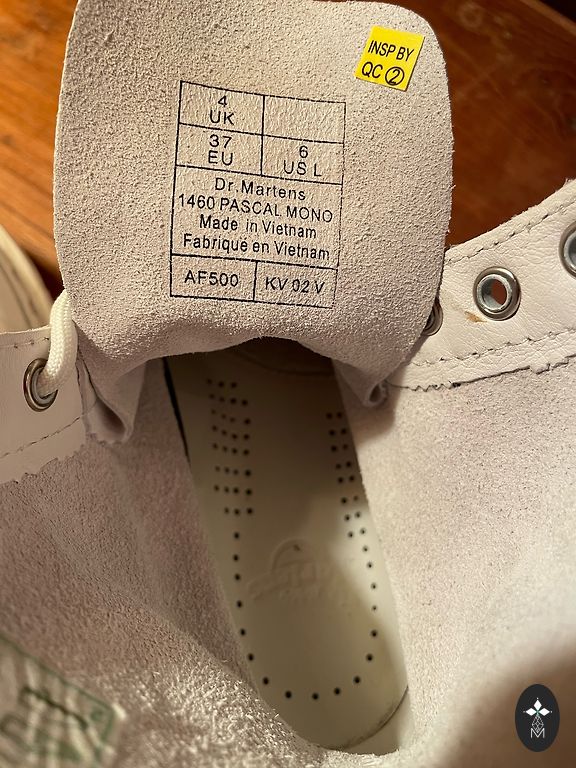 INSP BY
QC ②
4
UK
37
EU
6
US L
Dr.Martens
1460 PASCAL MONO
Made in Vietnam
Fabriqué en Vietnam
AF500
KV 02 V